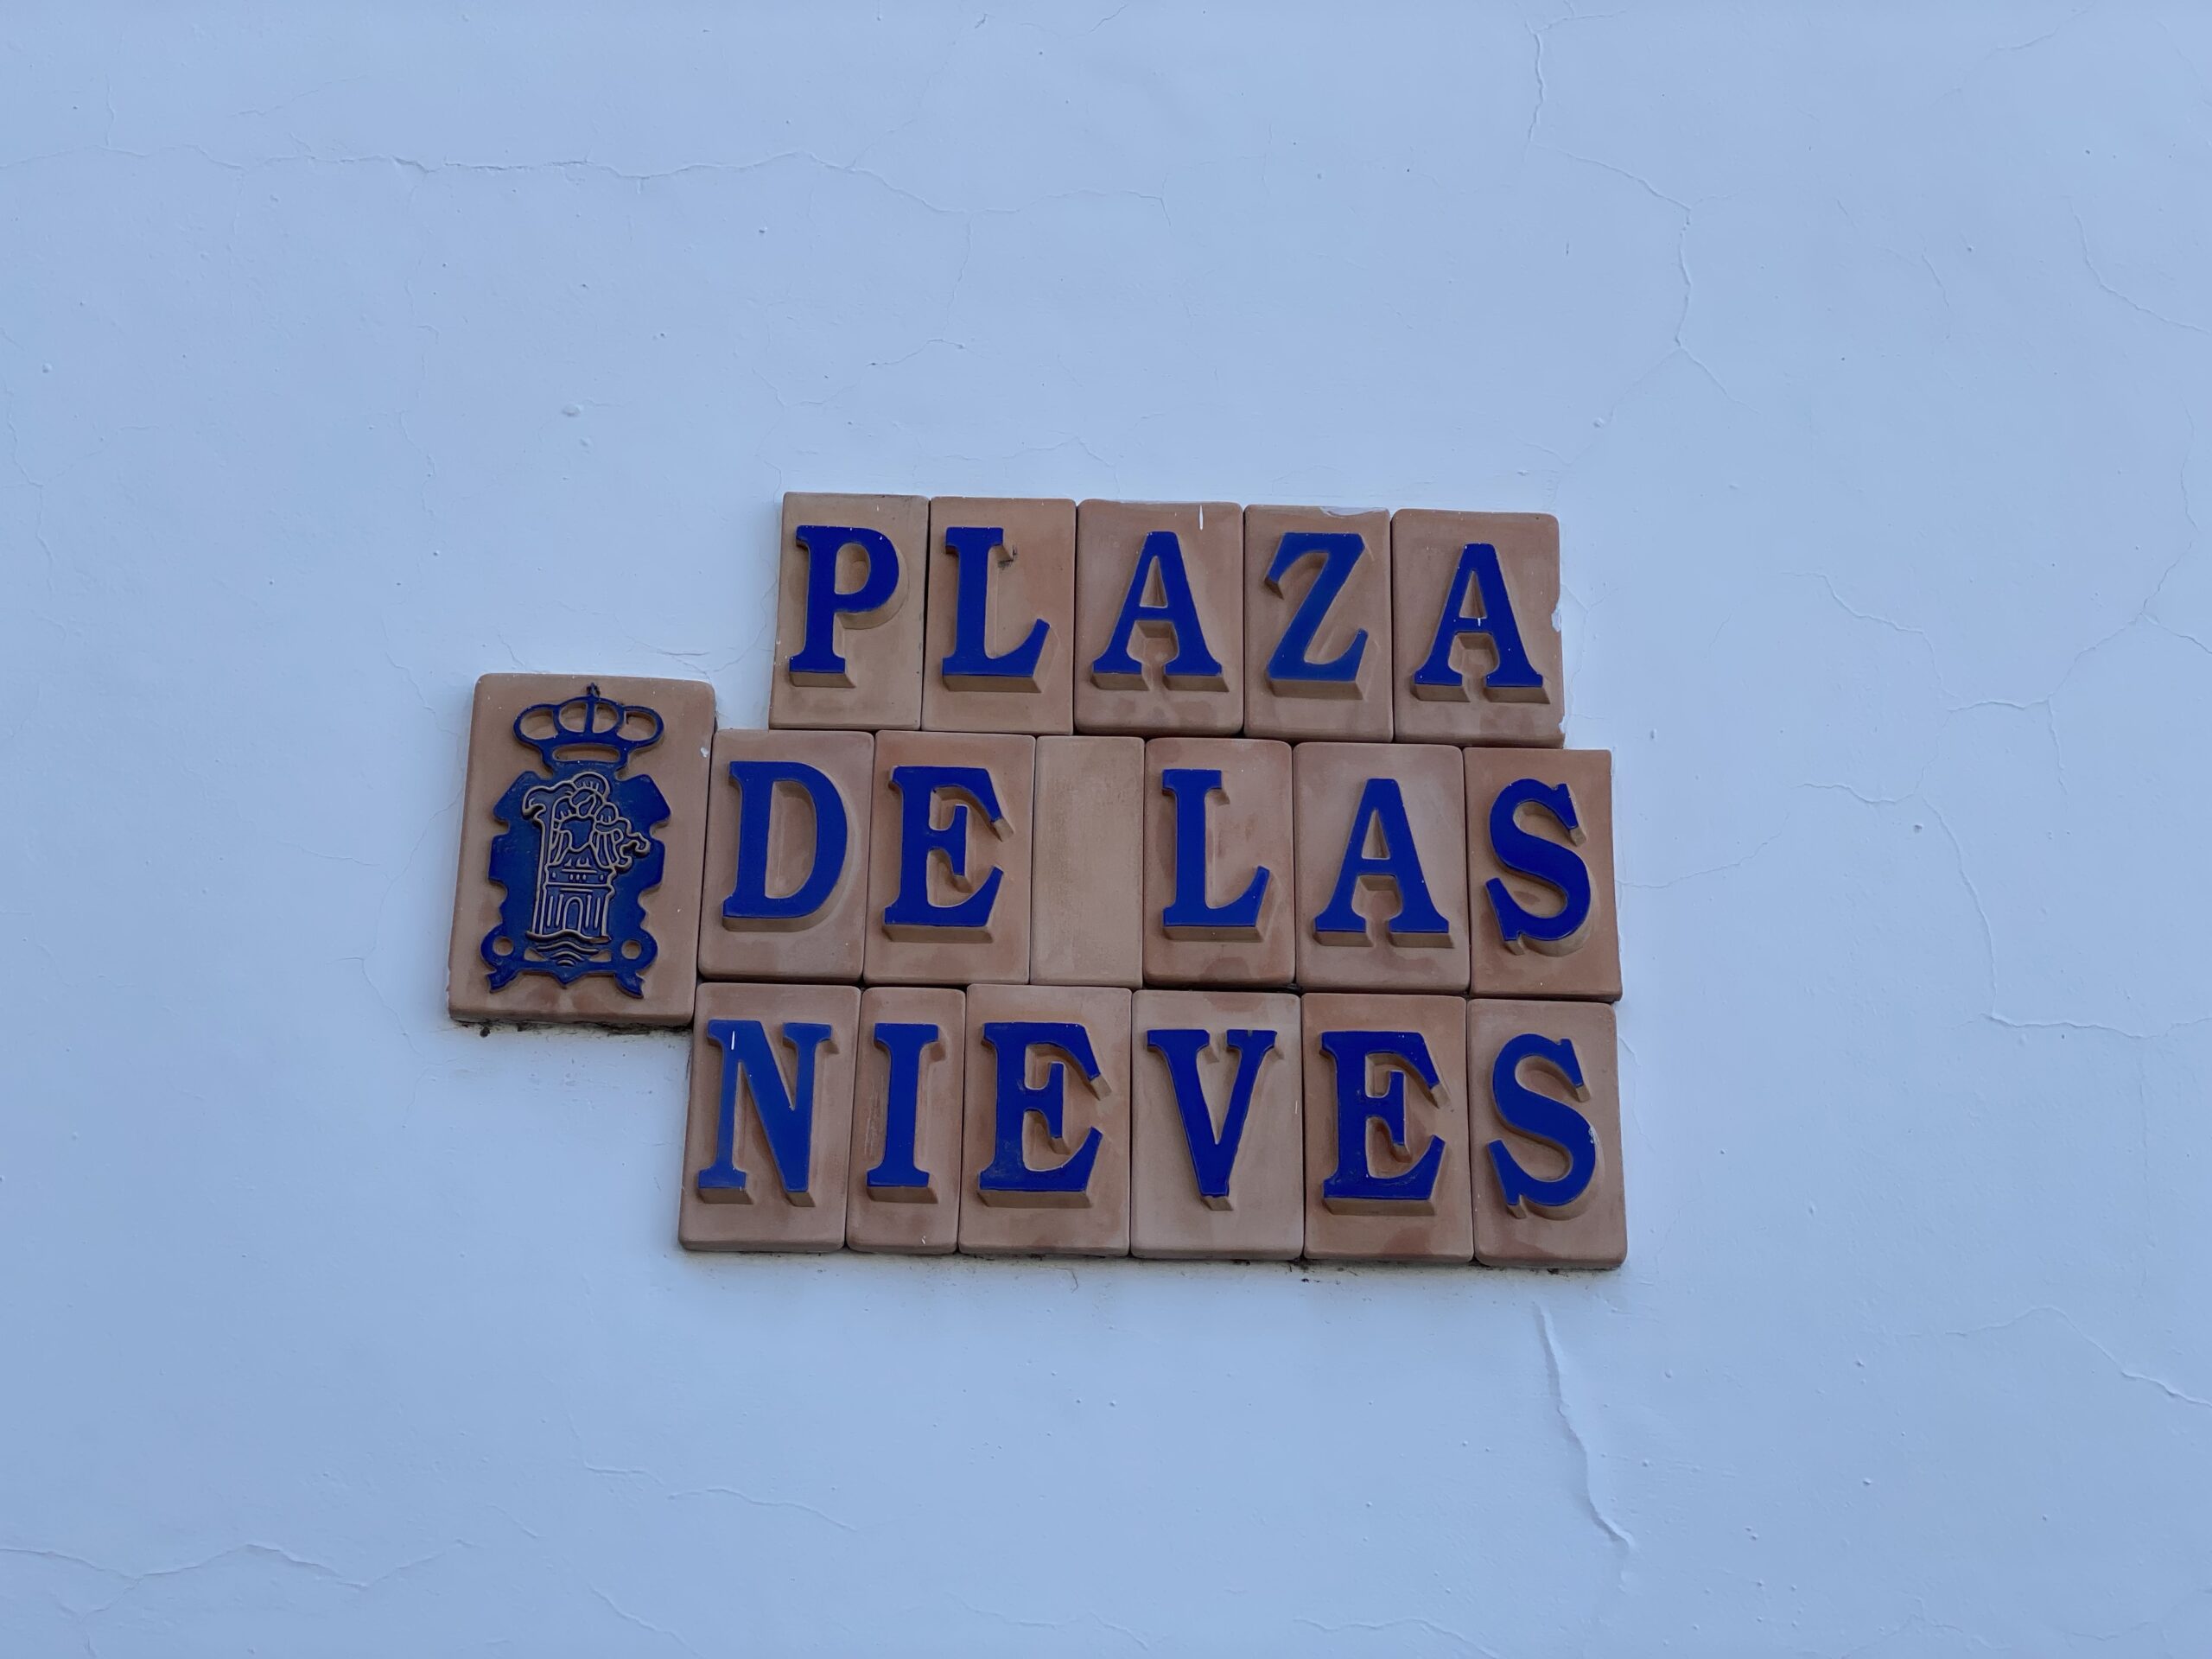 PLAZA
DE LAS
NIEVES